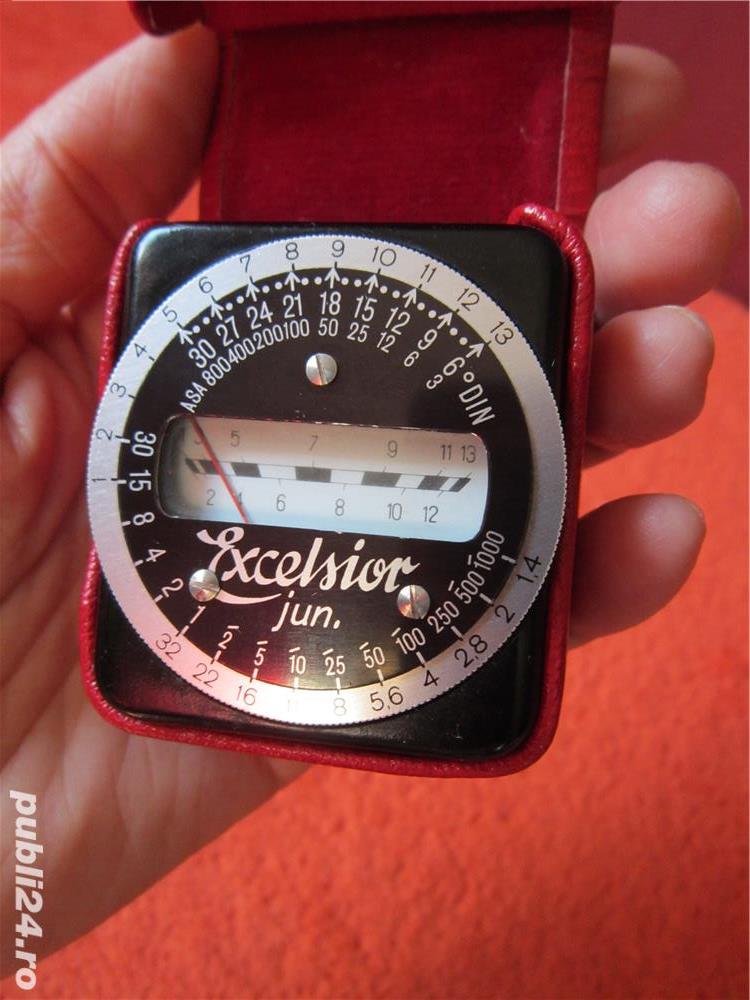 1 2 3 4 5 6 7 8 9 10 11 12 13
30 27 24 21 18 15 12 9 6°DIN
ASA 800 400 200 100 50 25 12 6 3
3 5 7 9 11 13
2 4 6 8 10 12
Excelsior
jun.
30 15 8 4 2 1 2 5 10 25 50 100 250 500 1000
32 22 16 11 8 5,6 4 2,8 2 1,4
publi24.ro